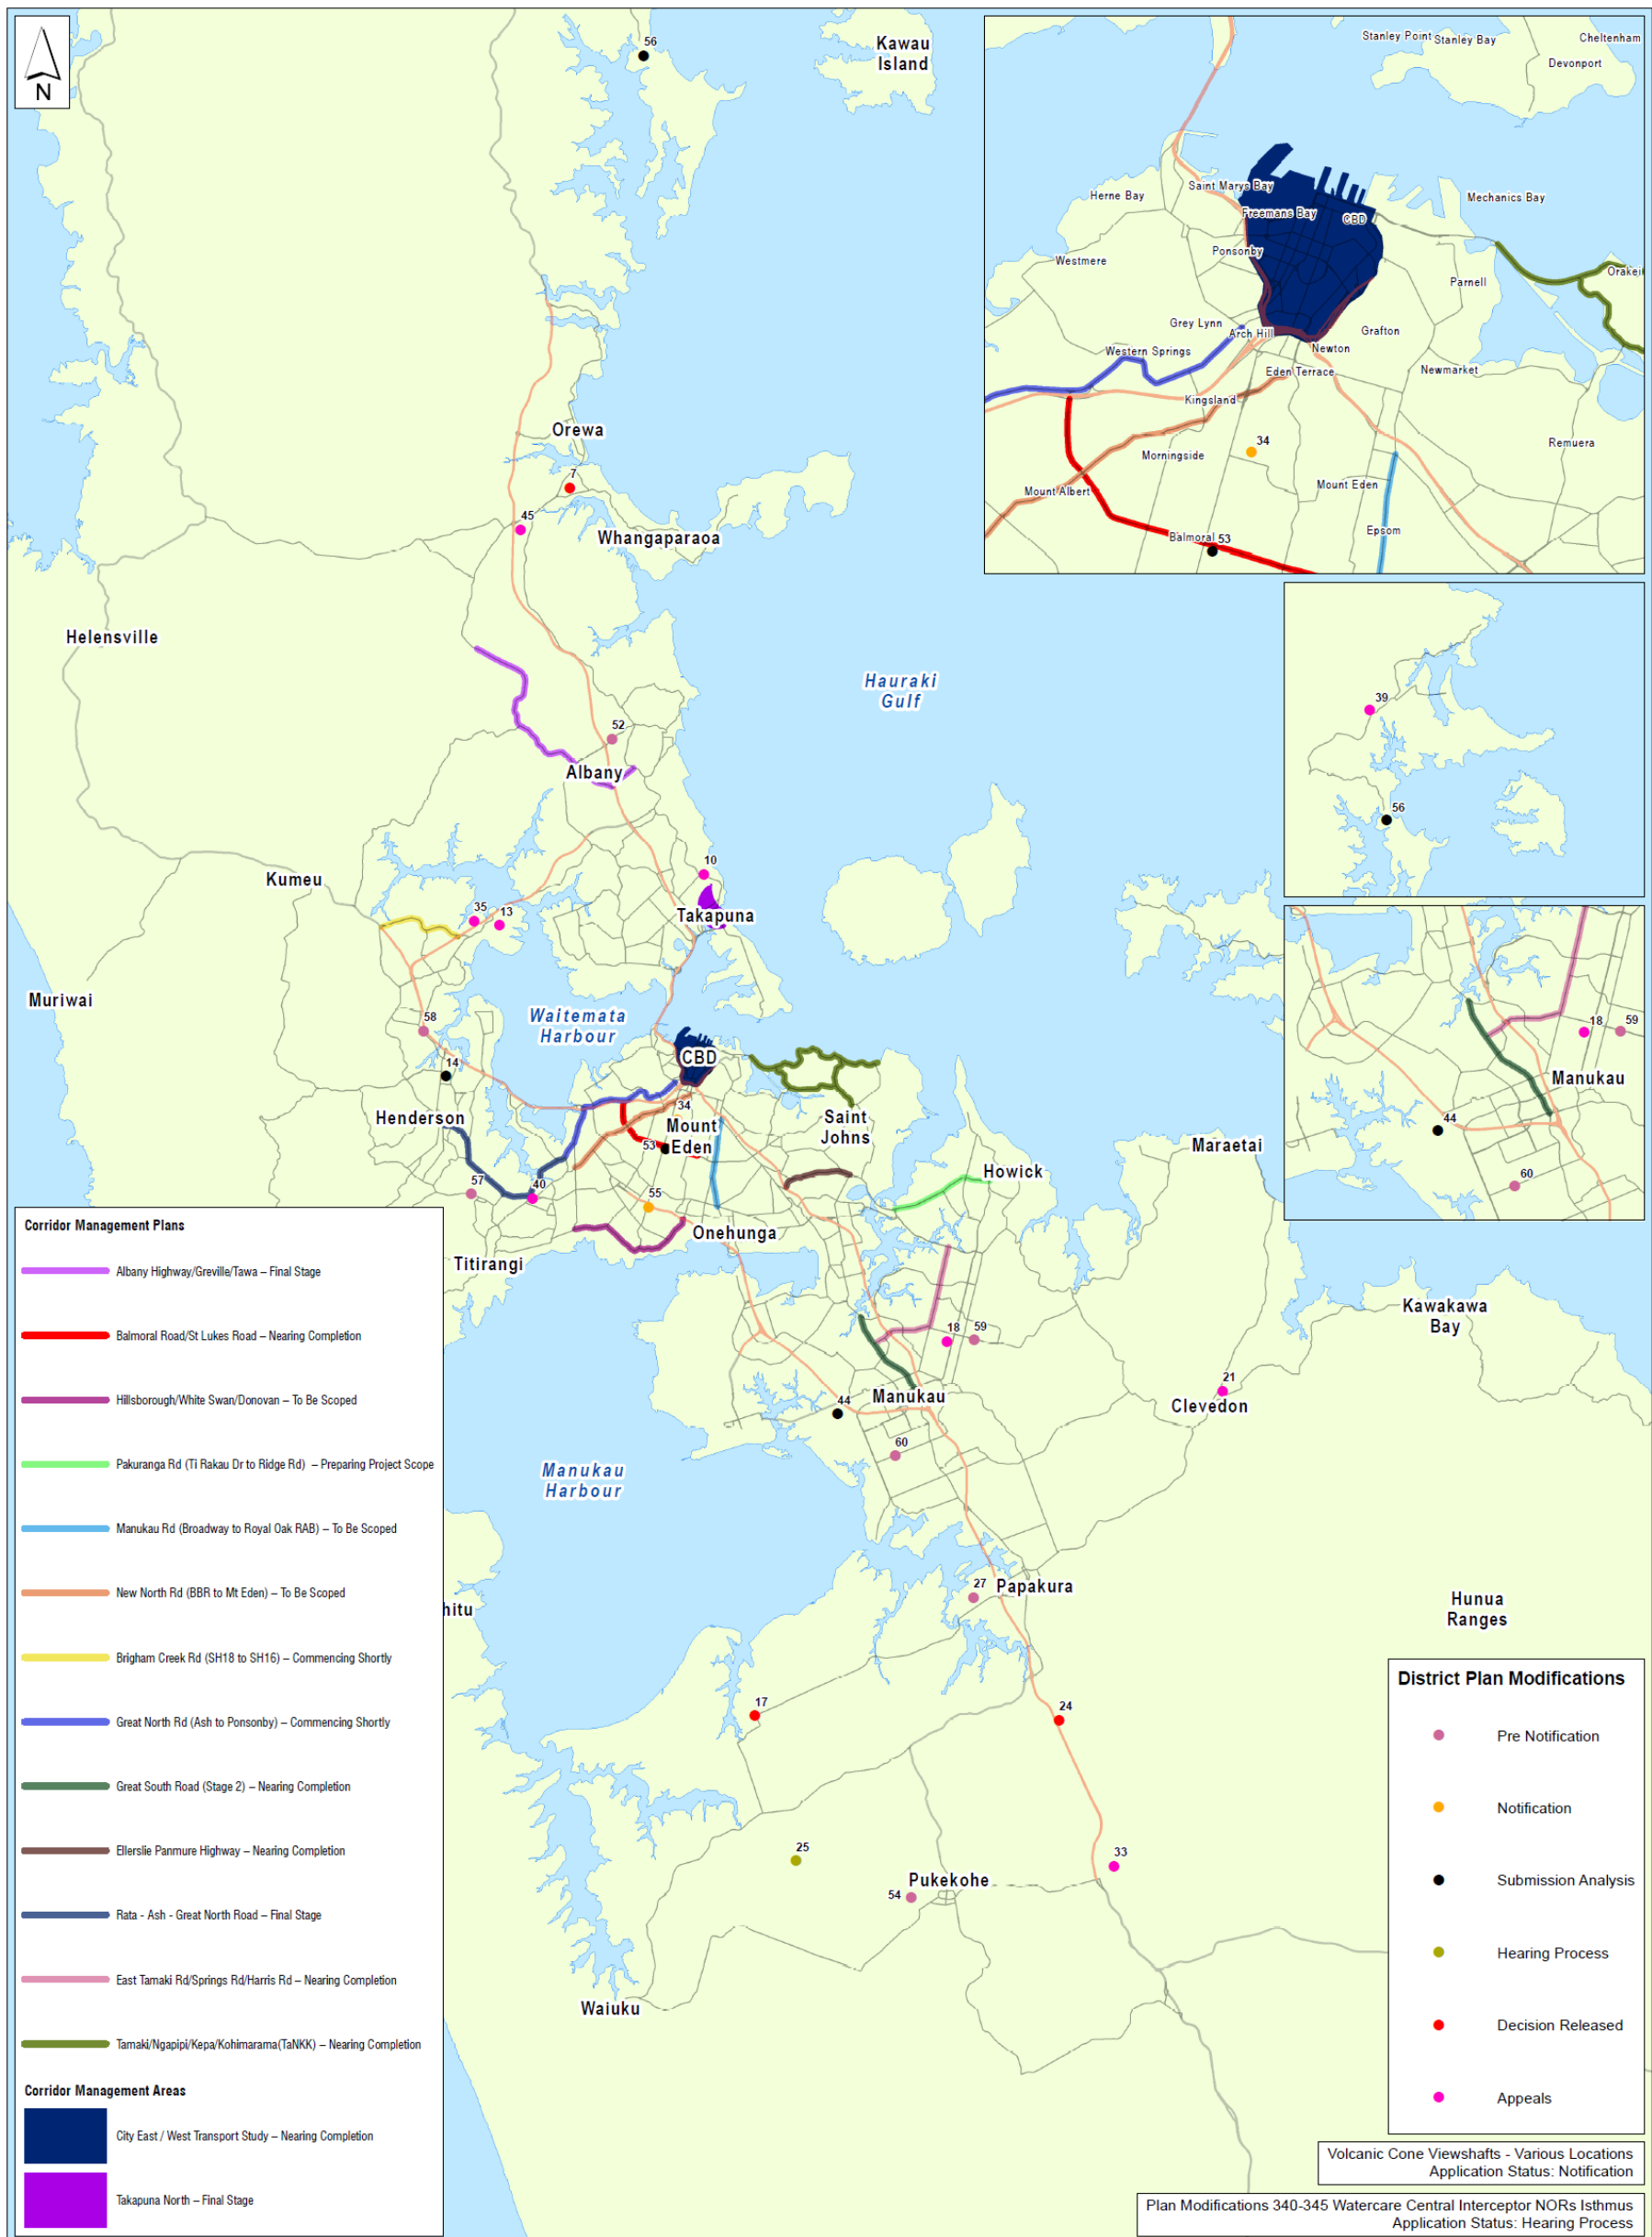 N
56
Kawau
Island
Orewa
7
45
Whangaparaoa
Helensville
Hauraki
Gulf
52
Albany
10
Kumeu
Takapuna
35
13
Muriwai
58
Waitemata
Harbour
CBD
14
Henderson
34
Mount
Eden
53
Saint
Johns
Maraetai
Howick
57
40
55
Onehunga
Titirangi
Kawakawa
Bay
18
59
21
Manukau
Clevedon
44
60
Manukau
Harbour
27
Papakura
hitu
Hunua
Ranges
17
24
25
33
Pukekohe
54
Waiuku
Stanley Point
Stanley Bay
Cheltenham
Devonport
Saint Marys Bay
Herne Bay
Mechanics Bay
Freemans Bay
CBD
Ponsonby
Westmere
Orakei
Parnell
Grey Lynn
Arch Hill
Grafton
Western Springs
Newton
Eden Terrace
Newmarket
Kingsland
34
Remuera
Morningside
Mount Albert
Mount Eden
Epsom
Balmoral
53
39
56
18
59
Manukau
44
60
Corridor Management Plans
Albany Highway/Greville/Tawa – Final Stage
Balmoral Road/St Lukes Road – Nearing Completion
Hillsborough/White Swan/Donovan – To Be Scoped
Pakuranga Rd (Ti Rakau Dr to Ridge Rd) – Preparing Project Scope
Manukau Rd (Broadway to Royal Oak RAB) – To Be Scoped
New North Rd (BBR to Mt Eden) – To Be Scoped
Brigham Creek Rd (SH18 to SH16) – Commencing Shortly
Great North Rd (Ash to Ponsonby) – Commencing Shortly
Great South Road (Stage 2) – Nearing Completion
Ellerslie Panmure Highway – Nearing Completion
Rata - Ash - Great North Road – Final Stage
East Tamaki Rd/Springs Rd/Harris Rd – Nearing Completion
Tamaki/Ngapipi/Kepa/Kohimarama(TaNKK) – Nearing Completion
Corridor Management Areas
City East / West Transport Study – Nearing Completion
Takapuna North – Final Stage
District Plan Modifications
Pre Notification
Notification
Submission Analysis
Hearing Process
Decision Released
Appeals
Volcanic Cone Viewshafts - Various Locations
Application Status: Notification
Plan Modifications 340-345 Watercare Central Interceptor NORs Isthmus
Application Status: Hearing Process